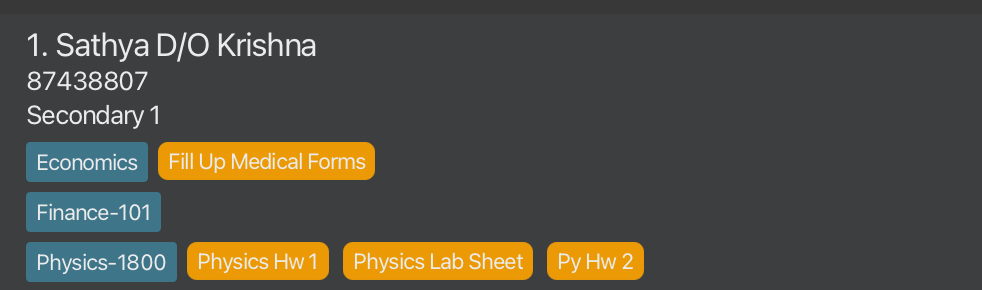 1. Sathya D/O Krishna
87438807
Secondary 1
Economics Fill Up Medical Forms
Finance-101
Physics-1800 Physics Hw 1 Physics Lab Sheet Py Hw 2